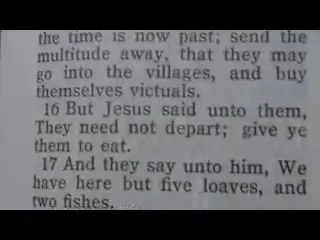 the time is now past; send the
multitude away, that they may
go into the villages, and buy
themselves victuals.
16 But Jesus said unto them,
They need not depart; give ye
them to eat.
17 And they say unto him, We
have here but five loaves, and
two fishes.